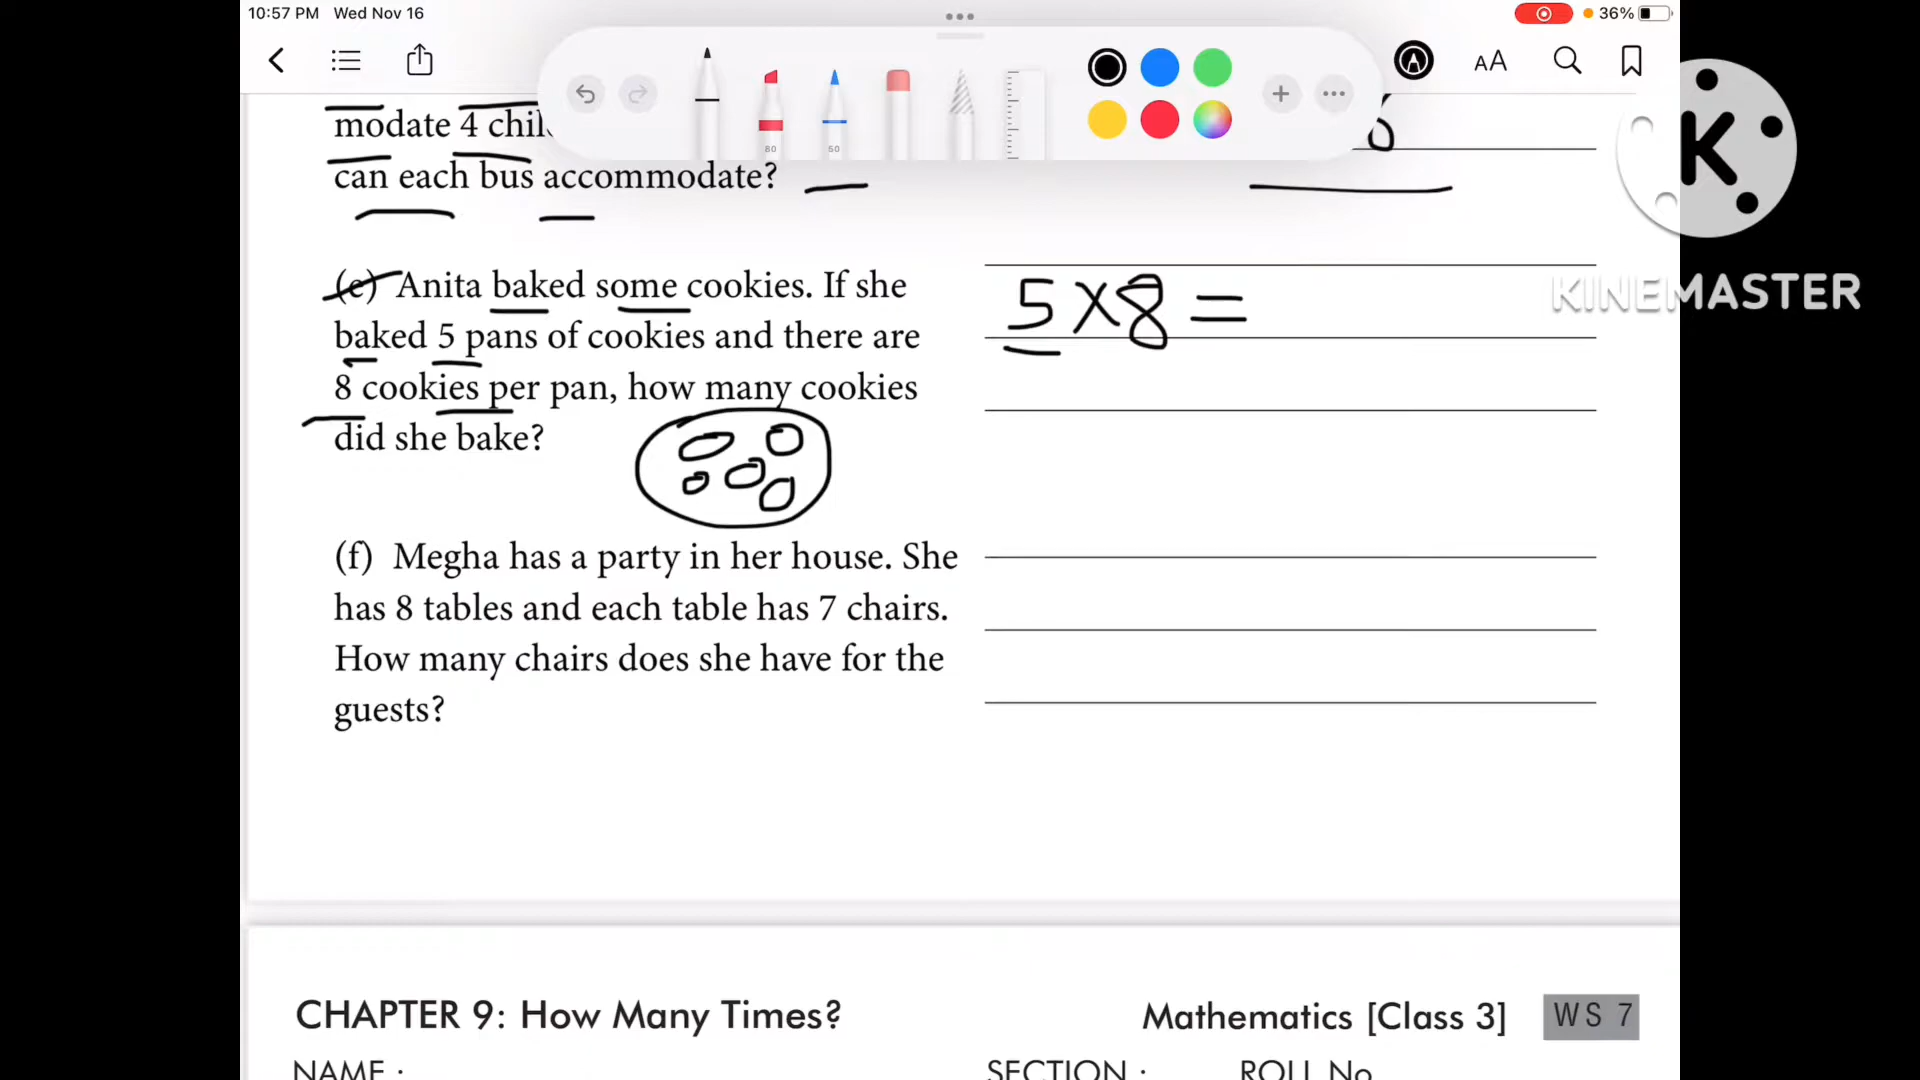 10:57 PM Wed Nov 16
36%
AA
80
50
modate 4 chil
can each bus accommodate?
(e) Anita baked some cookies. If she
baked 5 pans of cookies and there are
8 cookies per pan, how many cookies
did she bake?
5 × 8 =
(f) Megha has a party in her house. She
has 8 tables and each table has 7 chairs.
How many chairs does she have for the
guests?
K
KINEMASTER
CHAPTER 9: How Many Times?
Mathematics [Class 3]
WS 7
NAME :
SECTION :
ROLL No